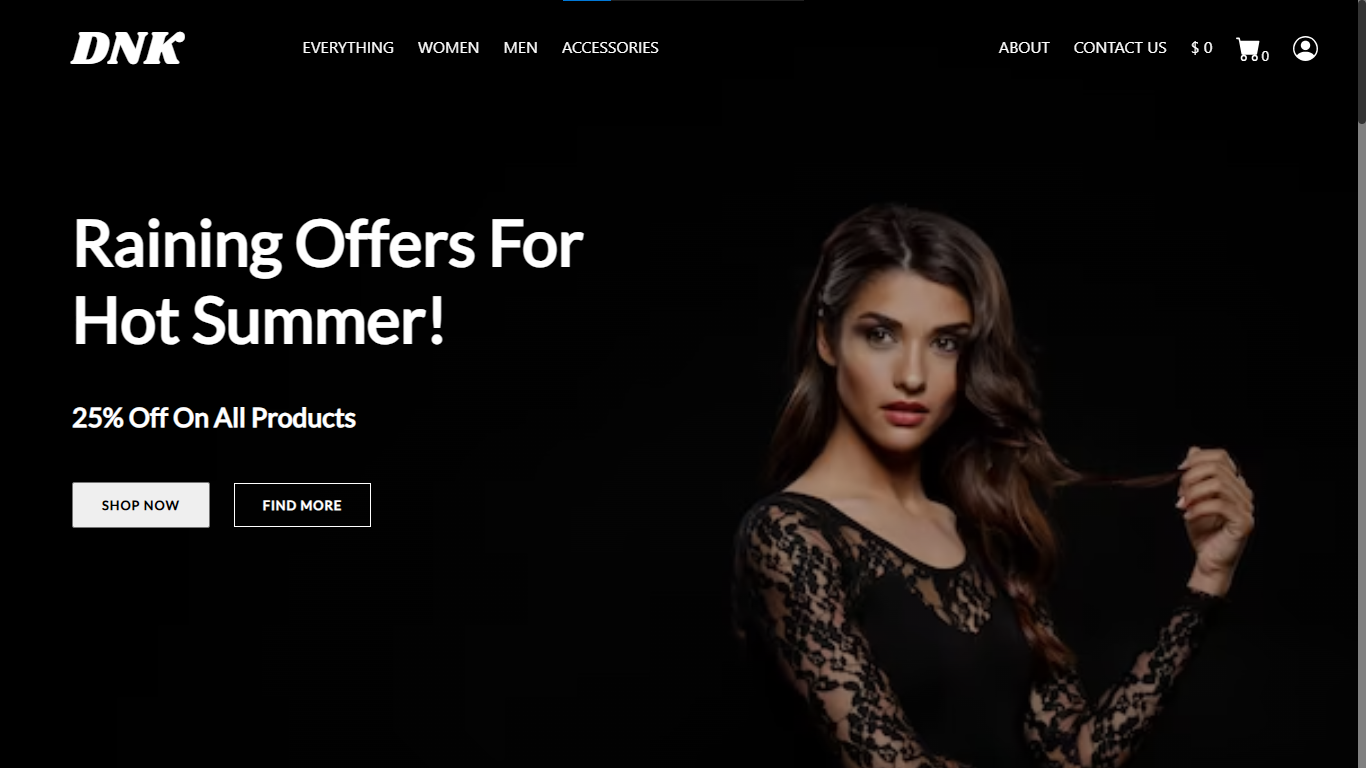 DNK
EVERYTHING WOMEN MEN ACCESSORIES
ABOUT CONTACT US $ 0 0
Raining Offers For
Hot Summer!
25% Off On All Products
SHOP NOW FIND MORE